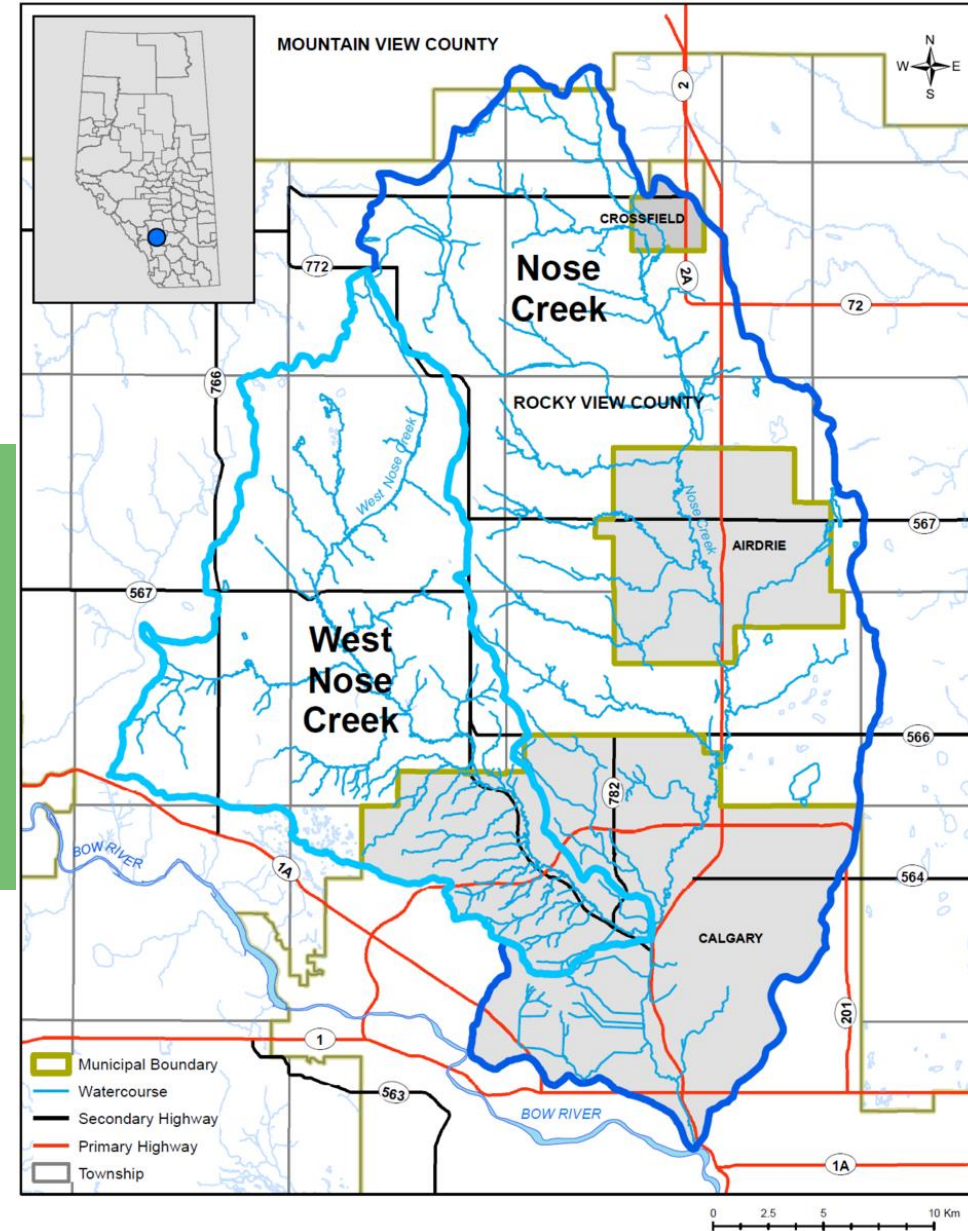 MOUNTAIN VIEW COUNTY
N
W E
S
2
CROSSFIELD
Nose
Creek
772
2A
72
766
ROCKY VIEW COUNTY
West Nose Creek
Nose Creek
567
AIRDRIE
567
West
Nose
Creek
566
782
BOW RIVER
1A
564
CALGARY
201
1
563
BOW RIVER
1A
Municipal Boundary
Watercourse
Secondary Highway
Primary Highway
Township
0 2.5 5 10 Km